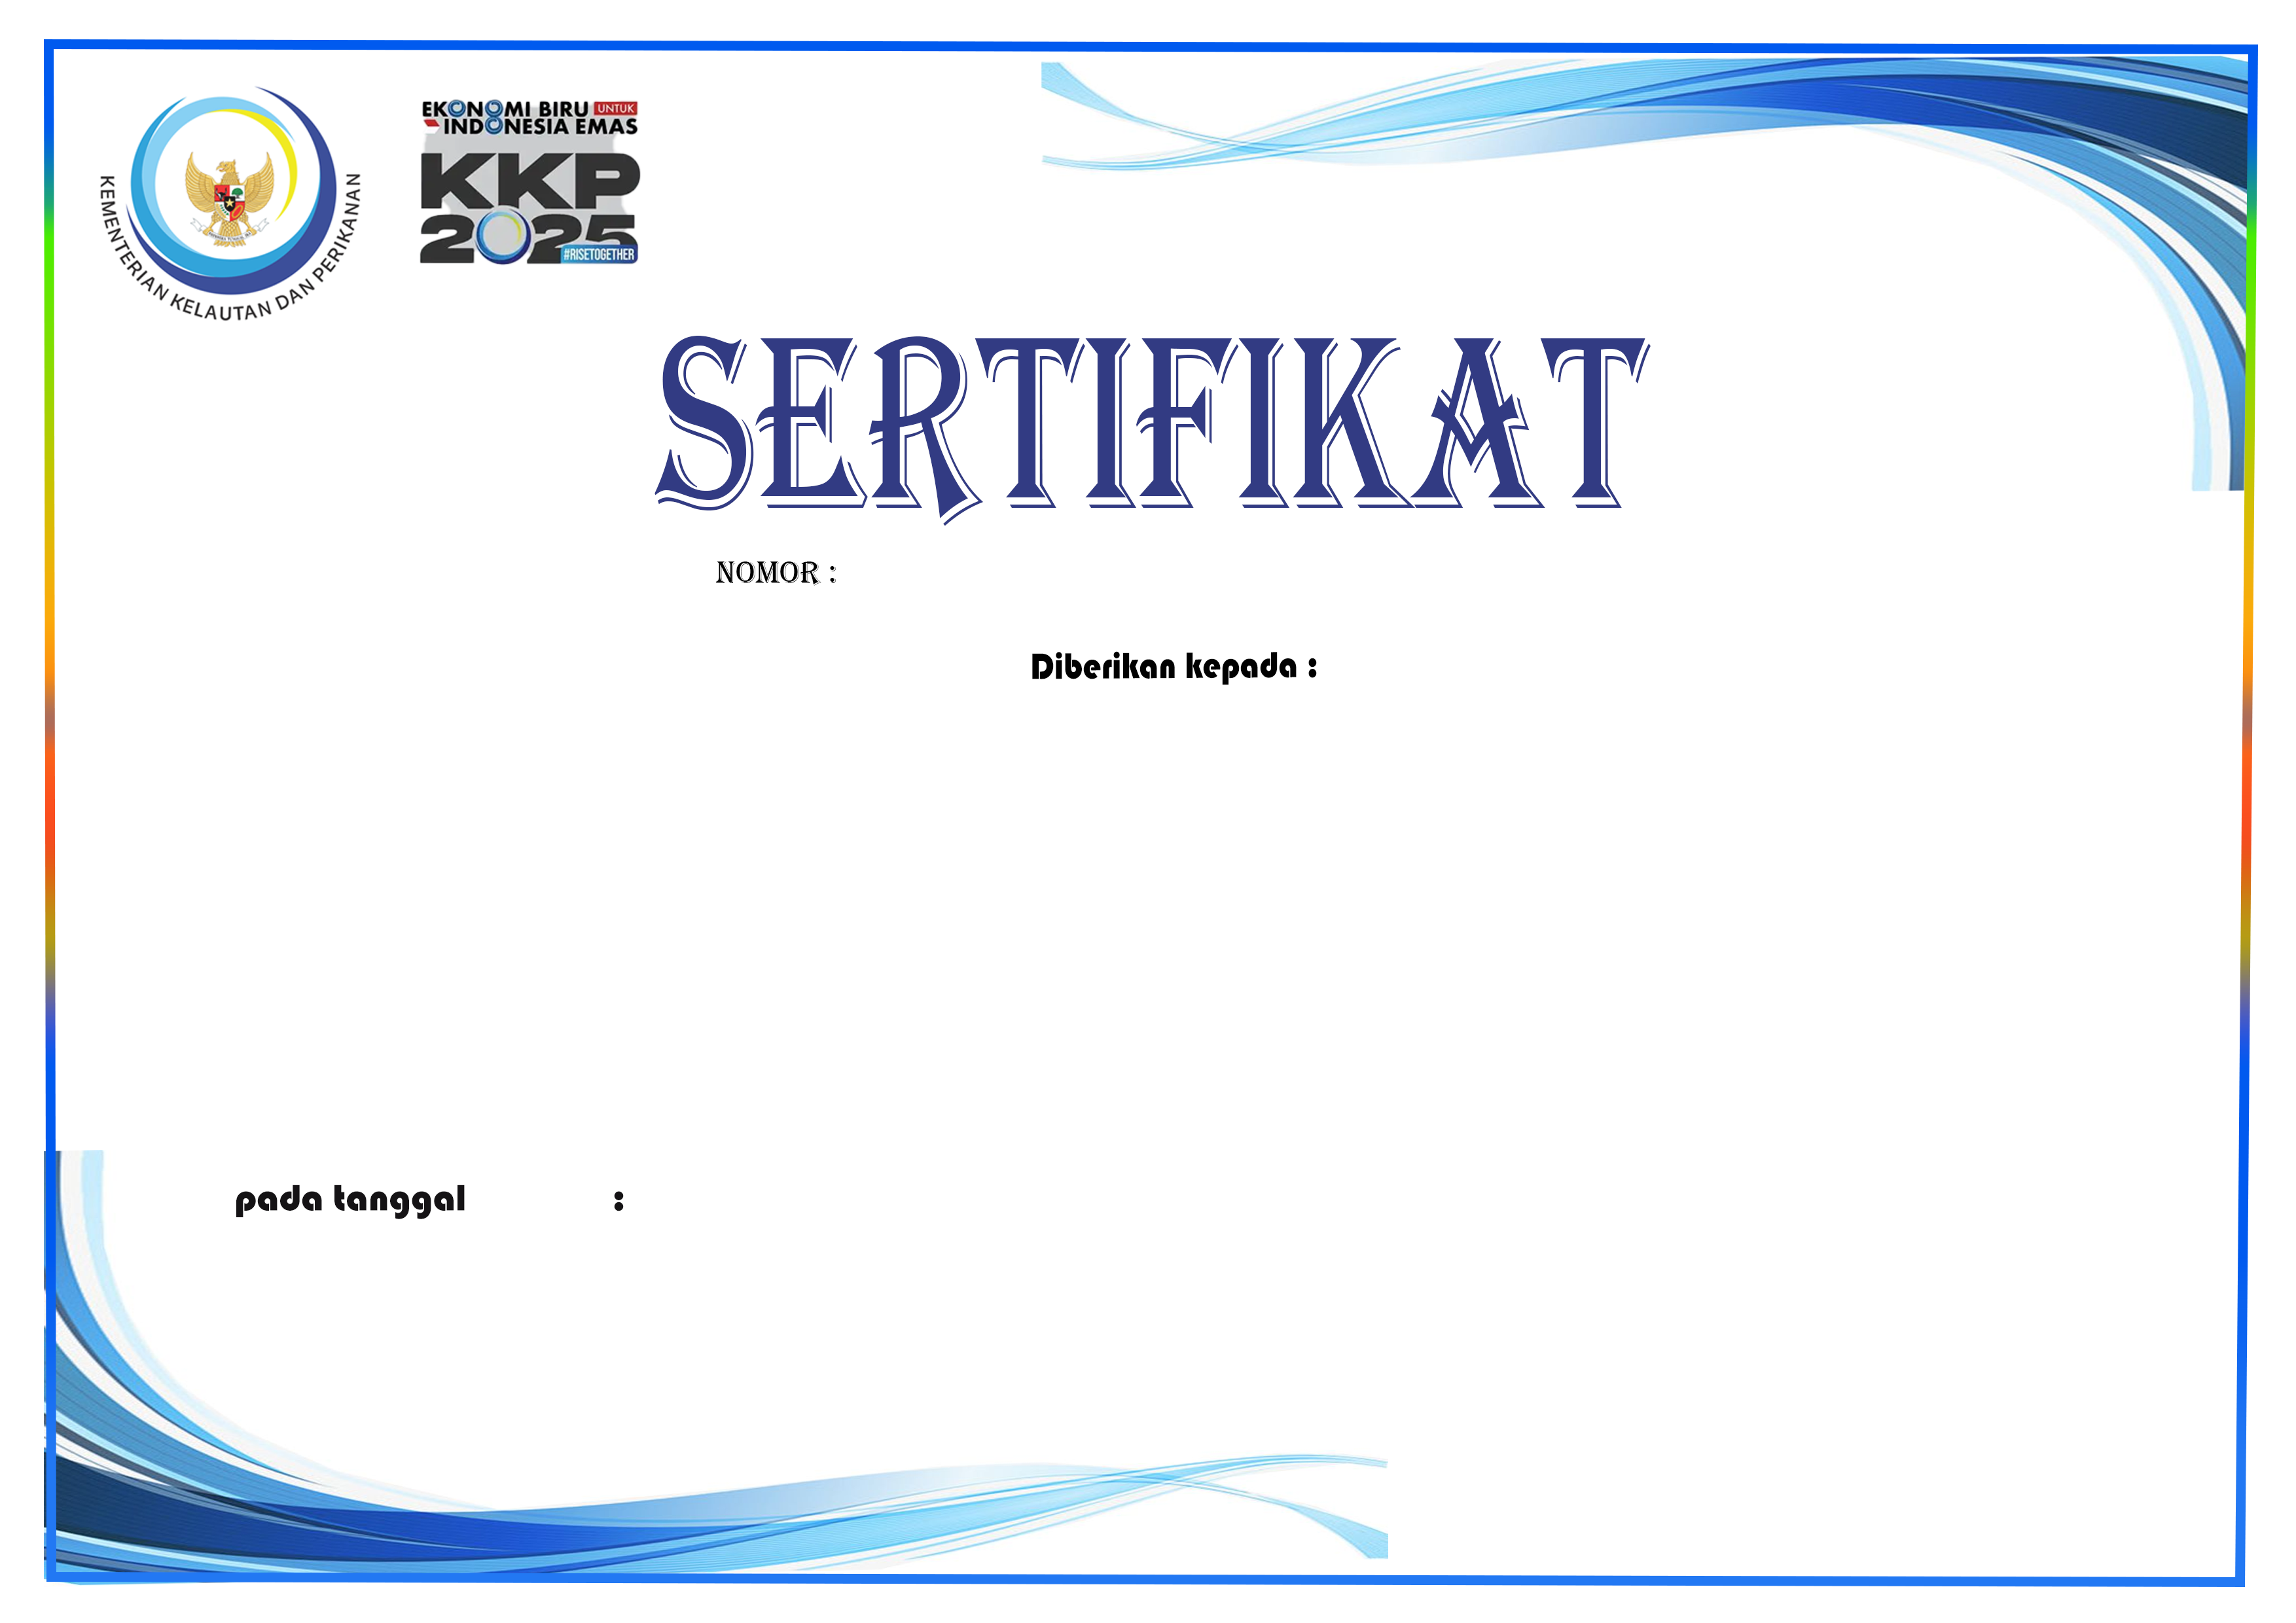 KEMENTERIAN KELAUTAN DAN PERIKANAN
EKONOMI BIRU UNTUK
INDONESIA EMAS
KKP
2025
#RISETOGETHER
SERTIFIKAT
NOMOR :
Diberikan kepada :
pada tanggal :